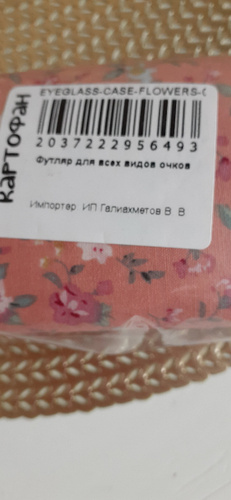 картофан
EYEGLASS-CASE-FLOWERS-
2037222956493
Футляр для всех видов очков
Импортер: ИП Галиахметов В. В.